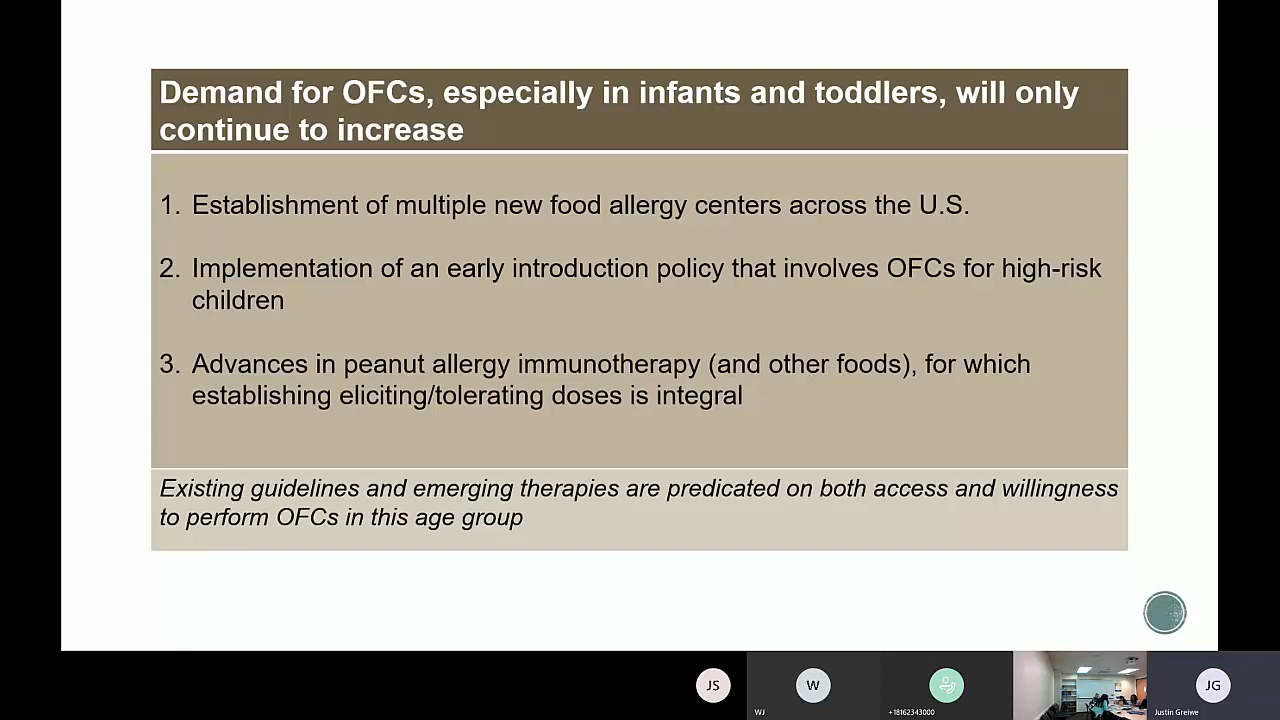 Demand for OFCs, especially in infants and toddlers, will only
continue to increase
1. Establishment of multiple new food allergy centers across the U.S.
2. Implementation of an early introduction policy that involves OFCs for high-risk
children
3. Advances in peanut allergy immunotherapy (and other foods), for which
establishing eliciting/tolerating doses is integral
Existing guidelines and emerging therapies are predicated on both access and willingness
to perform OFCs in this age group
JS
W
WJ
+18162343000
JG
Justin Greiwe